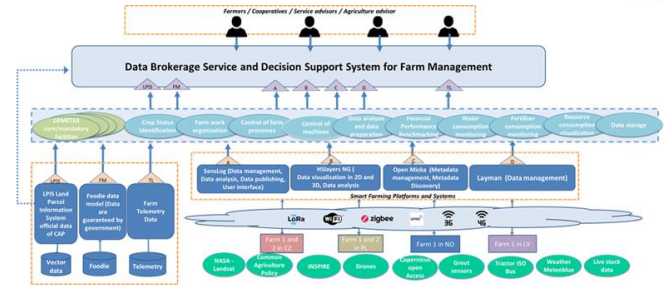 Farmers / Cooperatives / Service advisors / Agriculture advisor
Data Brokerage Service and Decision Support System for Farm Management
LPIS
FM
A
B
C
D
TL
DEMETER
core/mandatory
facilities
Crop Status
Identification
Farm work
organization
Control of farm
processes
Control of
machines
Data analysis
and data
preparation
Financial
Performance
Benchmarking
Water
consumption
monitoring
Fertiliser
consumption
monitoring
Resource
consumption
visualisation
Data storage
LPIS
FM
TL
A
B
C
D
LPIS Land
Parcel
Information
System
official data
of CAP
Foodie data
model (Data
are
guaranteed by
government)
Farm
Telemetry
Data
SensLog (Data management,
Data analysis, Data publishing,
User interface)
HSlayers NG (
Data visualisation in 2D and
3D, Data analysis
Open Micka (Metadata
management, Metadata
Discovery)
Layman (Data management)
Smart Farming Platforms and Systems
LoRa
Wi Fi
zigbee
GPRS
3G
4G
Farm 1 and
2 in CZ
Farm 1 and 2
in PL
Farm 1 in NO
Farm 1 in LV
Vector
data
Foodie
Telemetry
NASA -
Landsat
Common
Agriculture
Policy
INSPIRE
Drones
Copernicus
open
Access
Grout
sensors
Tractor ISO
Bus
Weather
Meteoblue
Live stock
data